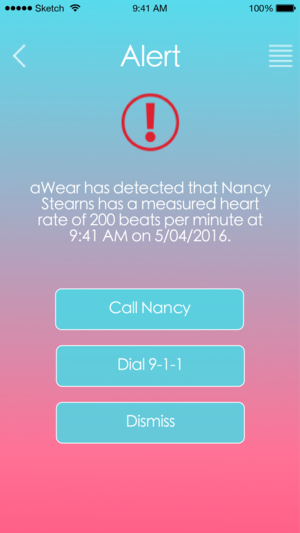 Sketch 9:41 AM 100%
Alert
aWear has detected that Nancy
Stearns has a measured heart
rate of 200 beats per minute at
9:41 AM on 5/04/2016.
Call Nancy
Dial 9-1-1
Dismiss